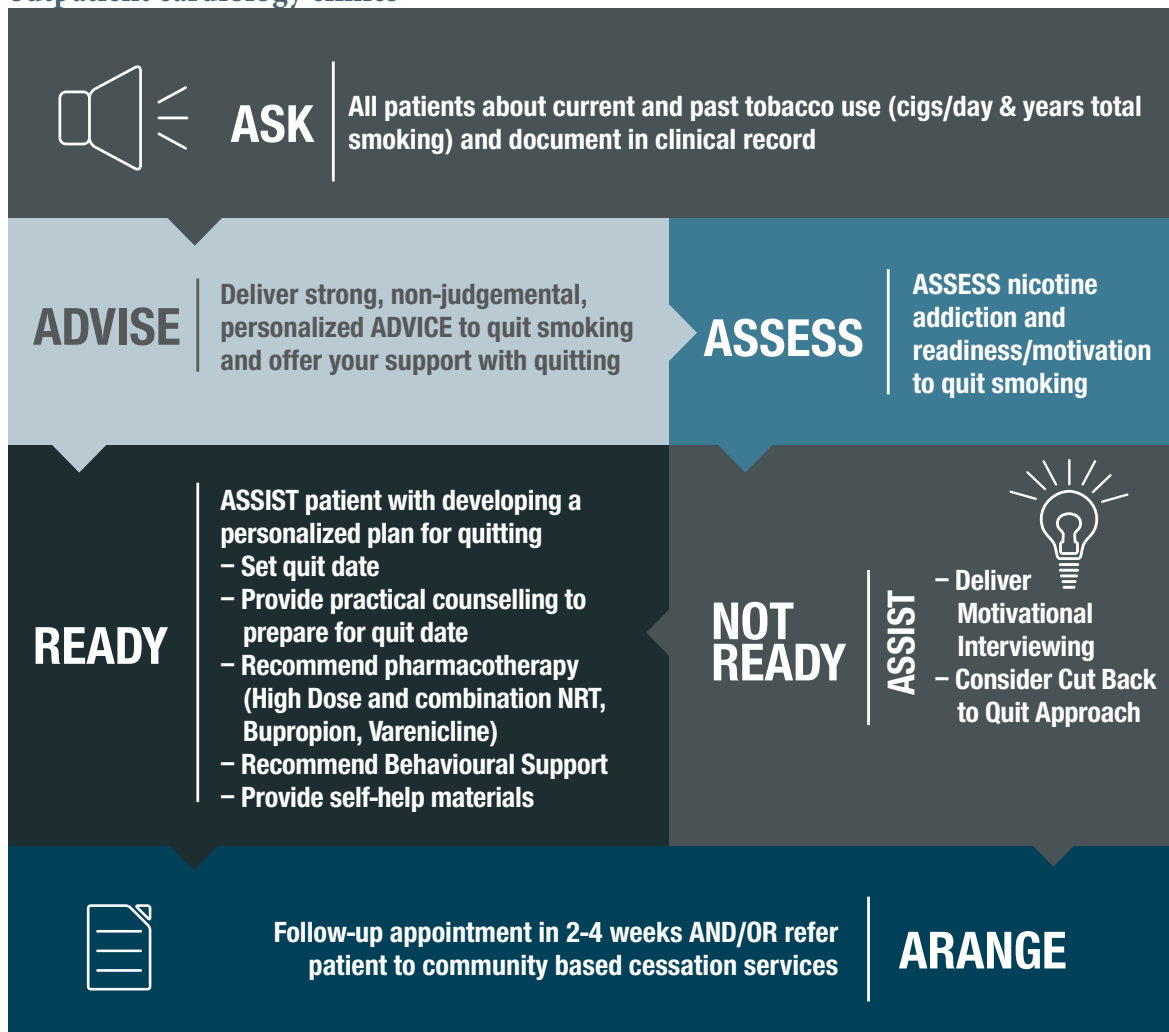 outpatient cardiology clinics
ASK
All patients about current and past tobacco use (cigs/day & years total
smoking) and document in clinical record
ADVISE
Deliver strong, non-judgemental,
personalized ADVICE to quit smoking
and offer your support with quitting
ASSESS
ASSESS nicotine
addiction and
readiness/motivation
to quit smoking
READY
ASSIST patient with developing a
personalized plan for quitting
– Set quit date
– Provide practical counselling to
prepare for quit date
– Recommend pharmacotherapy
(High Dose and combination NRT,
Bupropion, Varenicline)
– Recommend Behavioural Support
– Provide self-help materials
NOT
READY
ASSIST
– Deliver
Motivational
Interviewing
– Consider Cut Back
to Quit Approach
Follow-up appointment in 2-4 weeks AND/OR refer
patient to community based cessation services
ARANGE